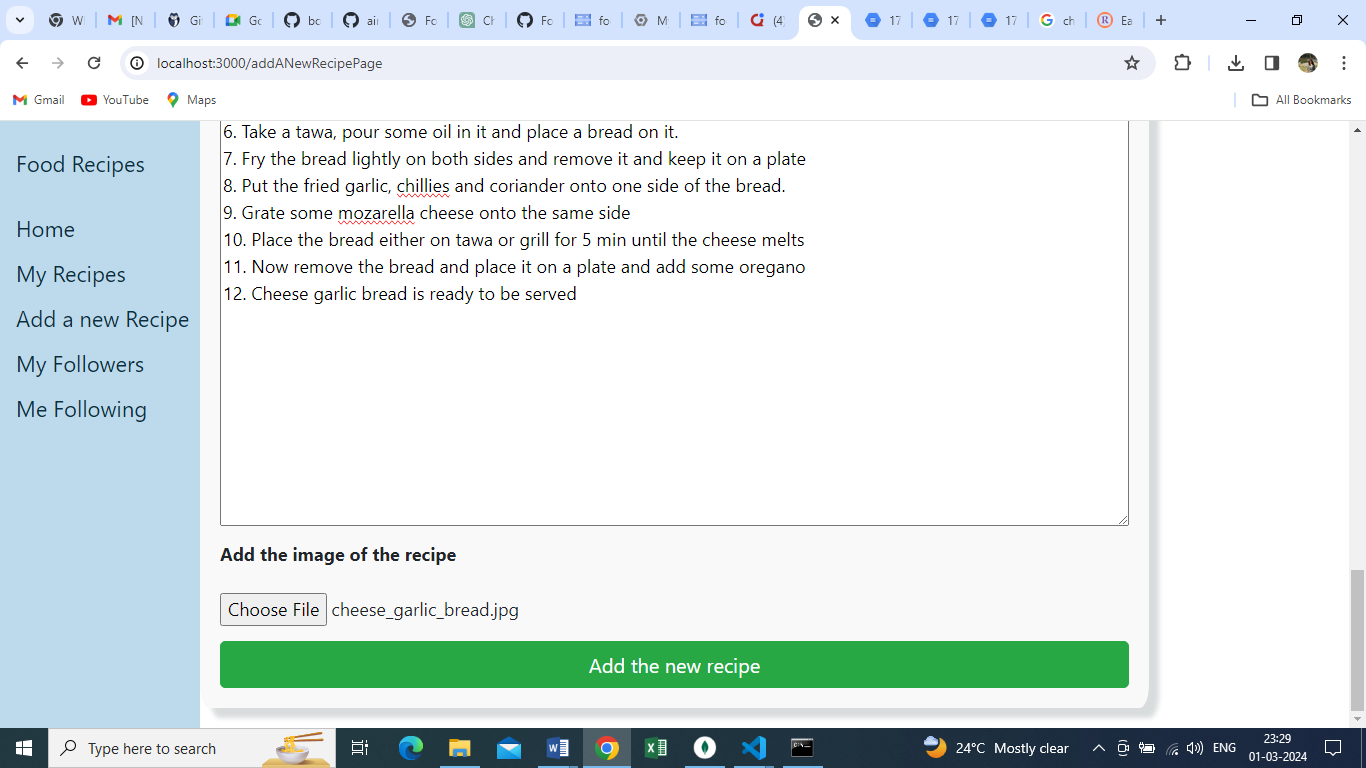 localhost:3000/addANewRecipePage
Gmail YouTube Maps All Bookmarks
Food Recipes
Home
My Recipes
Add a new Recipe
My Followers
Me Following
6. Take a tawa, pour some oil in it and place a bread on it.
7. Fry the bread lightly on both sides and remove it and keep it on a plate
8. Put the fried garlic, chillies and coriander onto one side of the bread.
9. Grate some mozarella cheese onto the same side
10. Place the bread either on tawa or grill for 5 min until the cheese melts
11. Now remove the bread and place it on a plate and add some oregano
12. Cheese garlic bread is ready to be served
Add the image of the recipe
Choose File cheese_garlic_bread.jpg
Add the new recipe
Type here to search
24°C Mostly clear
ENG
23:29
01-03-2024